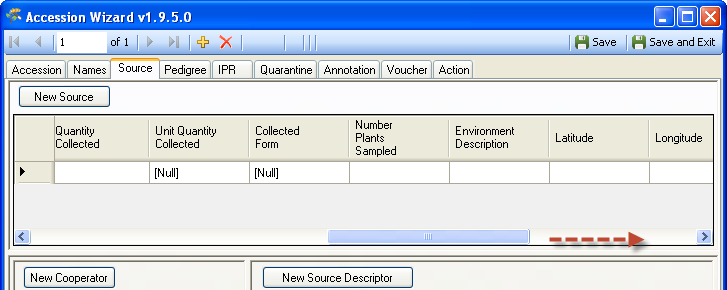 Accession Wizard v1.9.5.0
1 of 1 Save Save and Exit
Accession Names Source Pedigree IPR Quarantine Annotation Voucher Action
New Source
Quantity Collected Unit Quantity Collected Collected Form Number Plants Sampled Environment Description Latitude Longitude
[Null] [Null]
New Cooperator New Source Descriptor